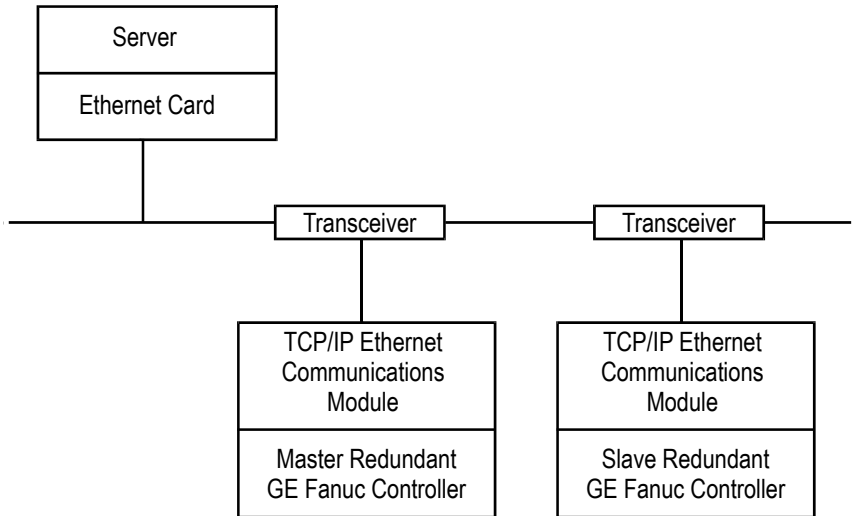 Server
Ethernet Card
Transceiver
Transceiver
TCP/IP Ethernet
Communications
Module
Master Redundant
GE Fanuc Controller
TCP/IP Ethernet
Communications
Module
Slave Redundant
GE Fanuc Controller